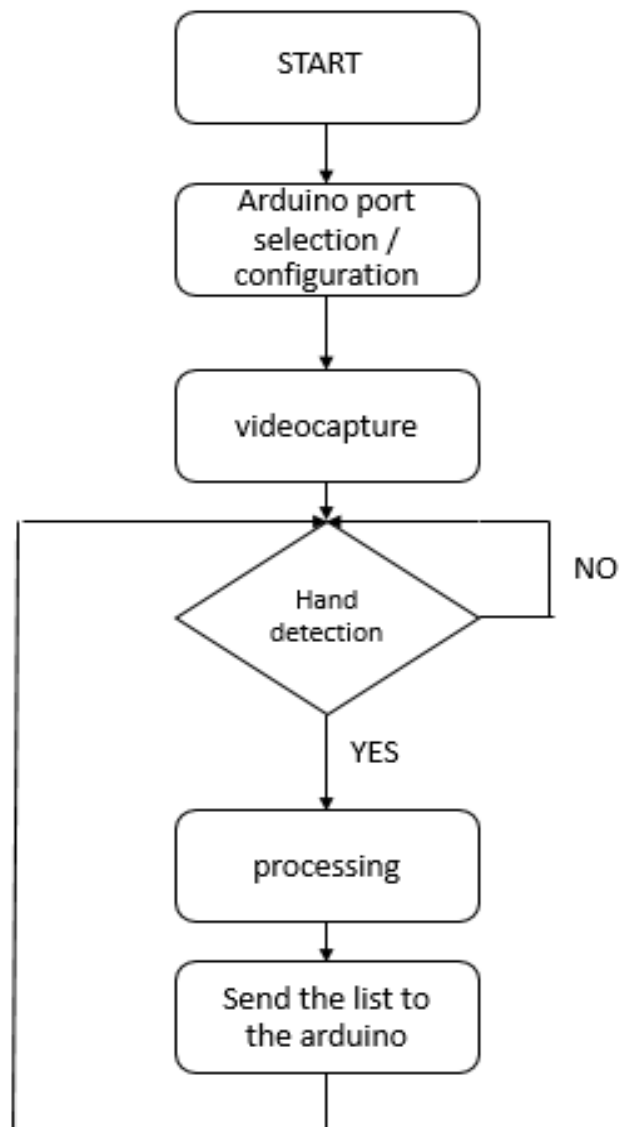 START
Arduino port
selection /
configuration
videocapture
Hand
detection
NO
YES
processing
Send the list to
the arduino